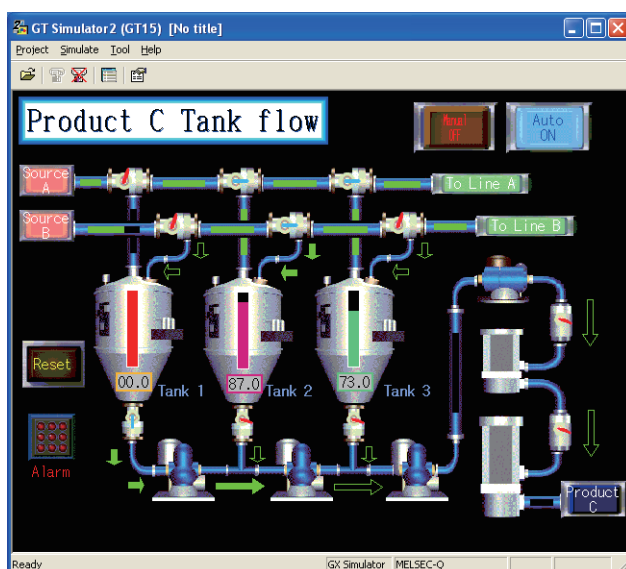 GT Simulator2 (GT15) [No title]
Project Simulate Tool Help
Product C Tank flow
Manual
OFF
Auto
ON
Source
A
To Line A
Source
B
To Line B
Reset
00.0
Tank 1
87.0
Tank 2
73.0
Tank 3
Alarm
Product
C
Ready
GX Simulator
MELSEC-Q